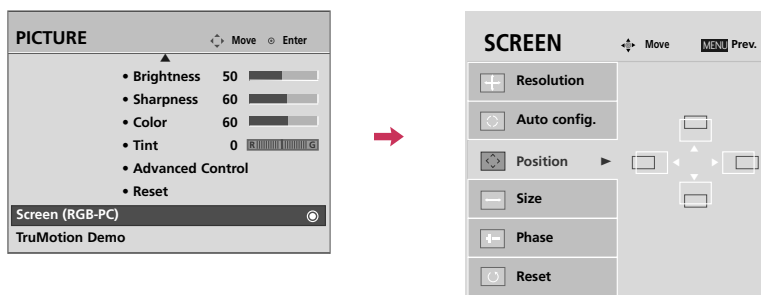 PICTURE
Move Enter
• Brightness 50
• Sharpness 60
• Color 60
• Tint 0 R G
• Advanced Control
• Reset
Screen (RGB-PC)
TruMotion Demo
SCREEN
Move MENU Prev.
Resolution
Auto config.
Position
Size
Phase
Reset